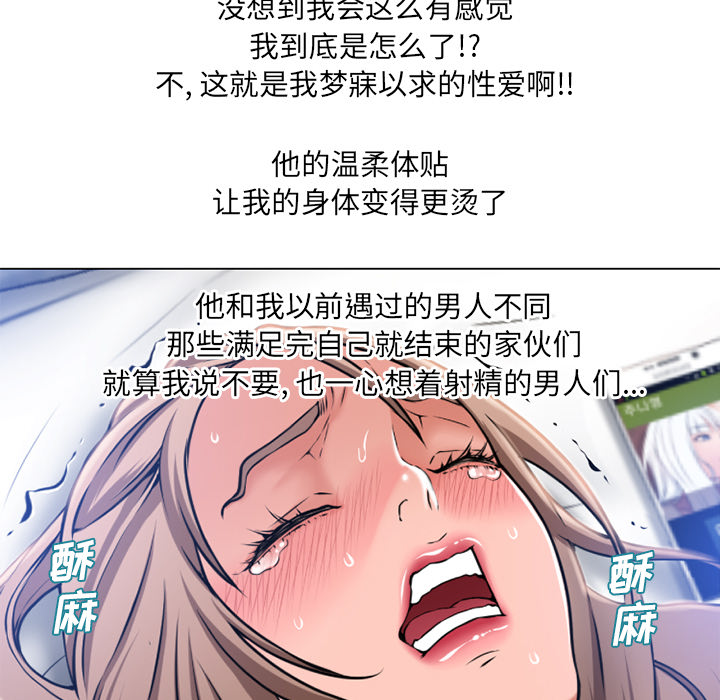 没想到我会这么有感觉
我到底是怎么了!?
不, 这就是我梦寐以求的性爱啊!!
他的温柔体贴
让我的身体变得更烫了
他和我以前遇过的男人不同
那些满足完自己就结束的家伙们
就算我说不要, 也一心想着射精的男人们...
주나영
酥麻
酥麻